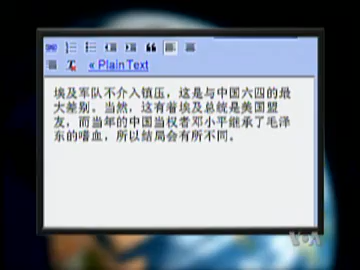 « Plain Text
埃及军队不介入镇压，这是与中国六四的最
大差别。当然，这有着埃及总统是美国盟
友，而当年的中国当权者邓小平继承了毛泽
东的嗜血，所以结局会有所不同。
VOA